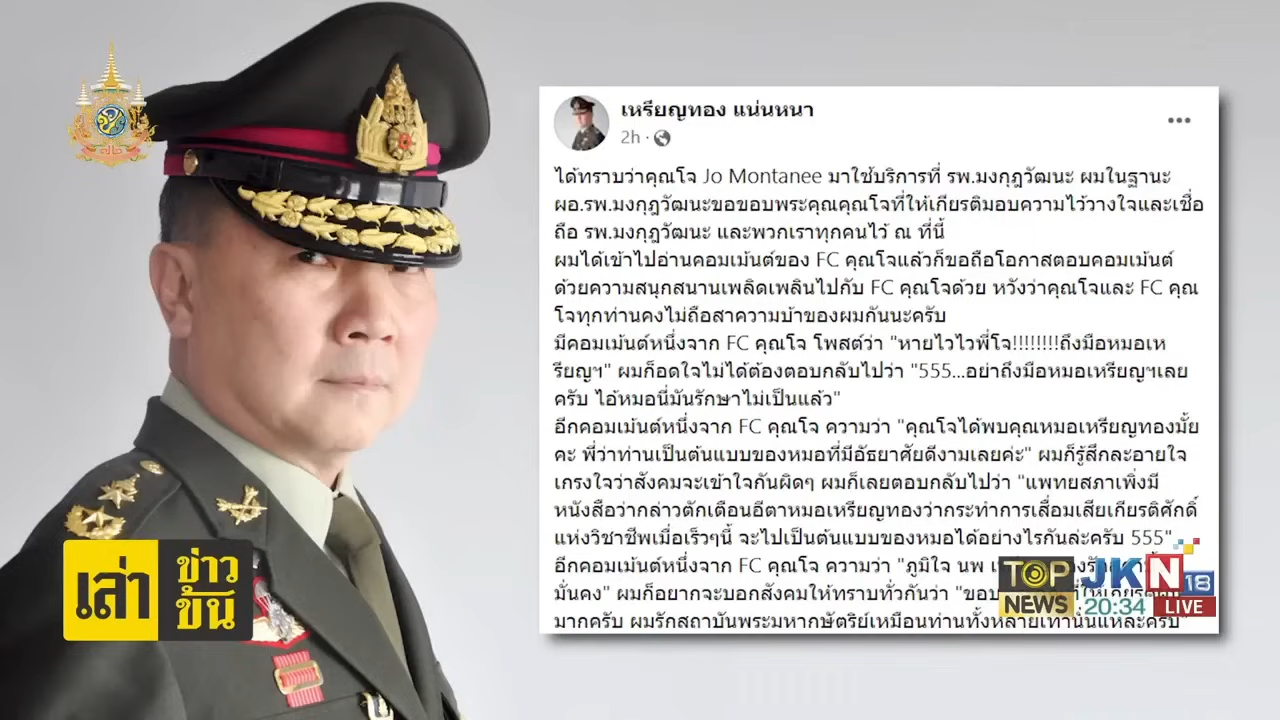 เหรียญทอง แน่นหนา
2h
ได้ทราบว่าคุณโจ Jo Montanee มาใช้บริการที่ รพ.มงกุฎวัฒนะ ผมในฐานะ
ผอ.รพ.มงกุฎวัฒนะขอขอบพระคุณคุณโจที่ให้เกียรติมอบความไว้วางใจและเชื่อ
ถือ รพ.มงกุฎวัฒนะ และพวกเราทุกคนไว้ ณ ที่นี้
ผมได้เข้าไปอ่านคอมเม้นต์ของ FC คุณโจแล้วก็ขอถือโอกาสตอบคอมเม้นต์
ด้วยความสนุกสนานเพลิดเพลินไปกับ FC คุณโจด้วย หวังว่าคุณโจและ FC คุณ
โจทุกท่านคงไม่ถือสาความบ้าของผมกันนะครับ
มีคอมเม้นต์หนึ่งจาก FC คุณโจ โพสต์ว่า "หายไวไวพี่โจ!!!!!!!!ถึงมือหมอเห
รียญฯ" ผมก็อดใจไม่ได้ต้องตอบกลับไปว่า "555...อย่าถึงมือหมอเหรียญฯเลย
ครับ ไอ้หมอนี่มันรักษาไม่เป็นแล้ว"
อีกคอมเม้นต์หนึ่งจาก FC คุณโจ ความว่า "คุณโจได้พบคุณหมอเหรียญทองมั้ย
คะ พี่ว่าท่านเป็นต้นแบบของหมอที่มีอัธยาศัยดีงามเลยค่ะ" ผมก็รู้สึกละอายใจ
เกรงใจว่าสังคมจะเข้าใจกันผิดๆ ผมก็เลยตอบกลับไปว่า "แพทยสภาเพิ่งมี
หนังสือว่ากล่าวตักเตือนอีตาหมอเหรียญทองว่ากระทำการเสื่อมเสียเกียรติศักดิ์
แห่งวิชาชีพเมื่อเร็วๆนี้ จะไปเป็นต้นแบบของหมอได้อย่างไรกันล่ะครับ 555"
อีกคอมเม้นต์หนึ่งจาก FC คุณโจ ความว่า "ภูมิใจ นพ
มั่นคง" ผมก็อยากจะบอกสังคมให้ทราบทั่วกันว่า
มากครับ ผมรักสถาบันพระมหากษัตริย์เหมือนท่านทั้งหลายเท่านั้นแหละครับ"
เล่า
ข่าว
ข้น
TOP
NEWS
JKN
18
20:34
LIVE